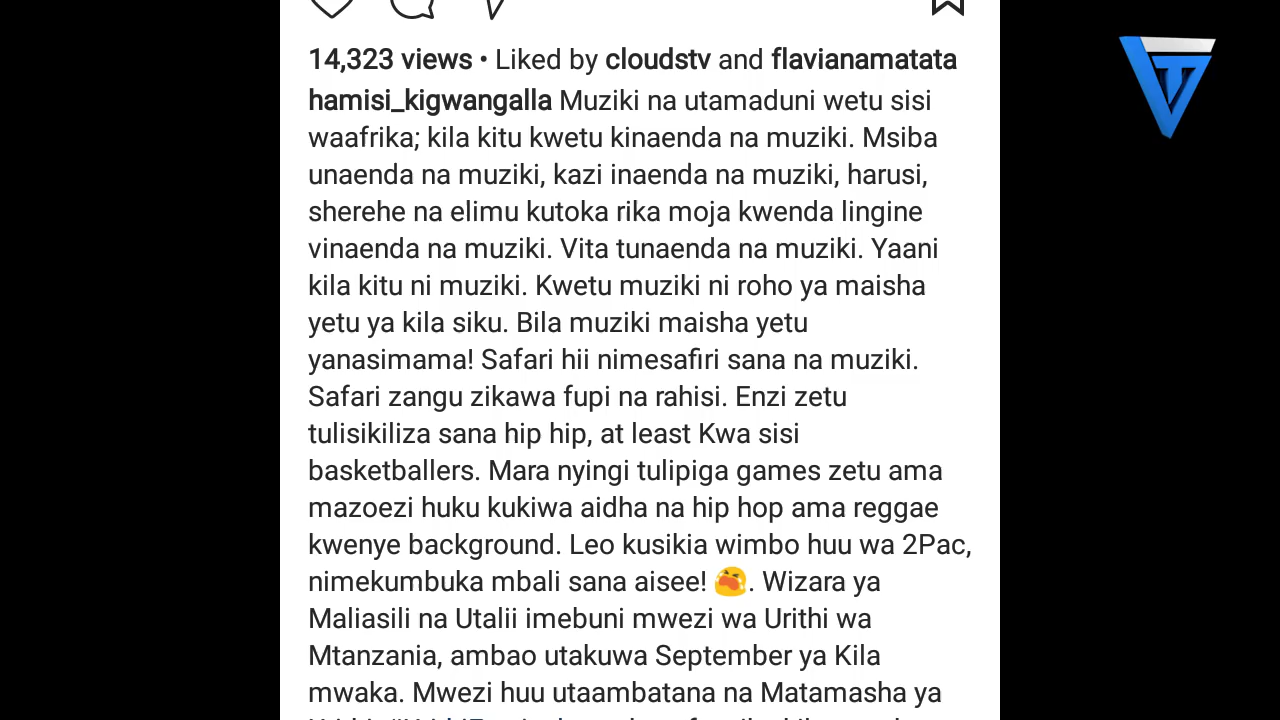 14,323 views • Liked by cloudstv and flavianamatata
hamisi_kigwangalla Muziki na utamaduni wetu sisi
waafrika; kila kitu kwetu kinaenda na muziki. Msiba
unaenda na muziki, kazi inaenda na muziki, harusi,
sherehe na elimu kutoka rika moja kwenda lingine
vinaenda na muziki. Vita tunaenda na muziki. Yaani
kila kitu ni muziki. Kwetu muziki ni roho ya maisha
yetu ya kila siku. Bila muziki maisha yetu
yanasimama! Safari hii nimesafiri sana na muziki.
Safari zangu zikawa fupi na rahisi. Enzi zetu
tulisikiliza sana hip hip, at least Kwa sisi
basketballers. Mara nyingi tulipiga games zetu ama
mazoezi huku kukiwa aidha na hip hop ama reggae
kwenye background. Leo kusikia wimbo huu wa 2Pac,
nimekumbuka mbali sana aisee! 😭. Wizara ya
Maliasili na Utalii imebuni mwezi wa Urithi wa
Mtanzania, ambao utakuwa September ya Kila
mwaka. Mwezi huu utaambatana na Matamasha ya